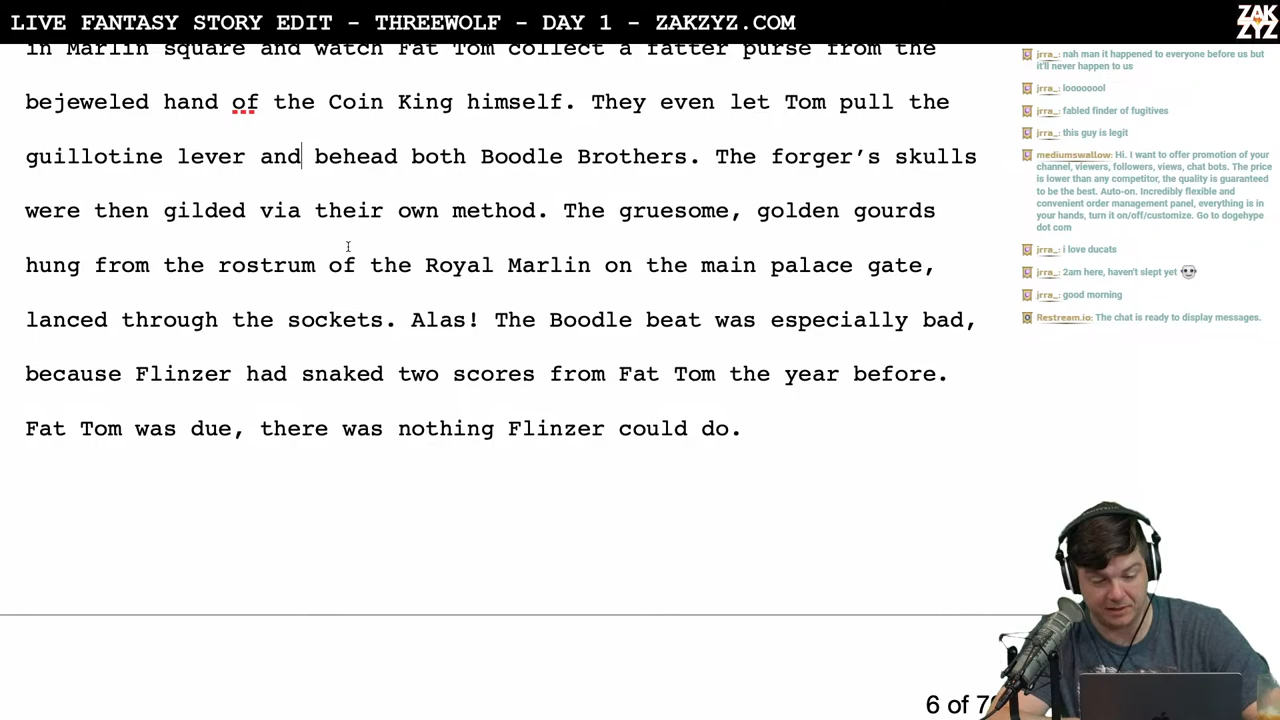 LIVE FANTASY STORY EDIT - THREEWOLF - DAY 1 - ZAKZYZ.COM
ZAK
ZYZ
in Marlin square and watch Fat Tom collect a fatter purse from the
bejeweled hand of the Coin King himself. They even let Tom pull the
guillotine lever and behead both Boodle Brothers. The forger's skulls
were then gilded via their own method. The gruesome, golden gourds
hung from the rostrum of the Royal Marlin on the main palace gate,
lanced through the sockets. Alas! The Boodle beat was especially bad,
because Flinzer had snaked two scores from Fat Tom the year before.
Fat Tom was due, there was nothing Flinzer could do.
6 of
jrra_: nah man it happened to everyone before us but
it'll never happen to us
jrra_: looooool
jrra_: fabled finder of fugitives
jrra_: this guy is legit
mediumswallow: Hi. I want to offer promotion of your
channel, viewers, followers, views, chat bots. The price
is lower than any competitor, the quality is guaranteed
to be the best. Auto-on. Incredibly flexible and
convenient order management panel, everything is in
your hands, turn it on/off/customize. Go to dogehype
dot com
jrra_: i love ducats
jrra_: 2am here, haven't slept yet
jrra_: good morning
Restream.io: The chat is ready to display messages.